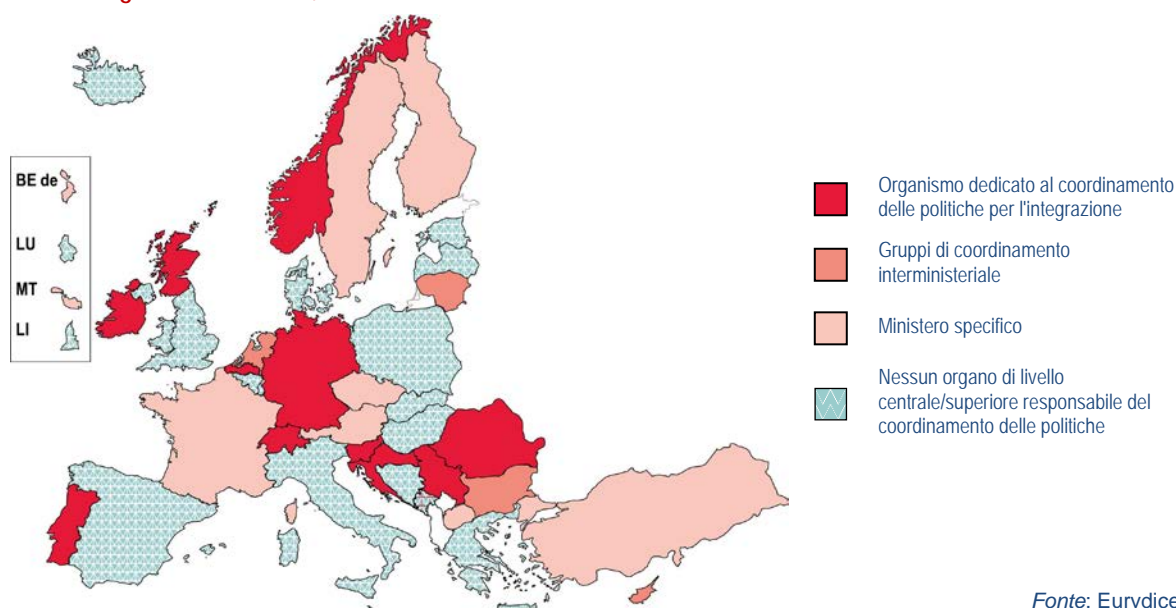 BE de
LU
MT
LI
Organismo dedicato al coordinamento
delle politiche per l'integrazione
Gruppi di coordinamento
interministeriale
Ministero specifico
Nessun organo di livello
centrale/superiore responsabile del
coordinamento delle politiche
Fonte: Eurydice